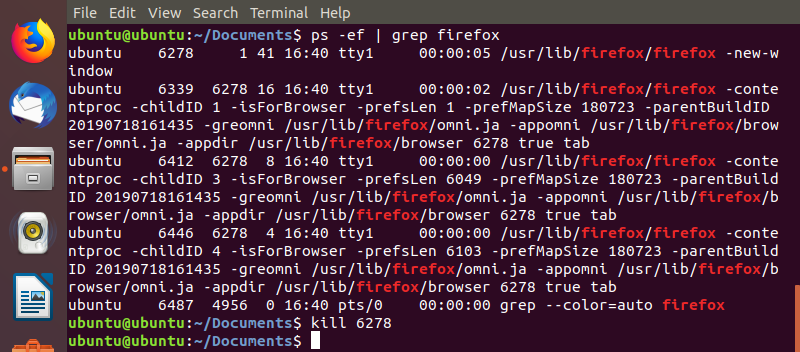 File Edit View Search Terminal Help
ubuntu@ubuntu:~/Documents$ ps -ef | grep firefox
ubuntu    6278     1 41 16:40 tty1     00:00:05 /usr/lib/firefox/firefox -new-w
indow
ubuntu    6339  6278 16 16:40 tty1     00:00:02 /usr/lib/firefox/firefox -conte
ntproc -childID 1 -isForBrowser -prefsLen 1 -prefMapSize 180723 -parentBuildID
20190718161435 -greomni /usr/lib/firefox/omni.ja -appomni /usr/lib/firefox/brow
ser/omni.ja -appdir /usr/lib/firefox/browser 6278 true tab
ubuntu    6412  6278  8 16:40 tty1     00:00:00 /usr/lib/firefox/firefox -conte
ntproc -childID 3 -isForBrowser -prefsLen 6049 -prefMapSize 180723 -parentBuild
ID 20190718161435 -greomni /usr/lib/firefox/omni.ja -appomni /usr/lib/firefox/b
rowser/omni.ja -appdir /usr/lib/firefox/browser 6278 true tab
ubuntu    6446  6278  4 16:40 tty1     00:00:00 /usr/lib/firefox/firefox -conte
ntproc -childID 4 -isForBrowser -prefsLen 6103 -prefMapSize 180723 -parentBuild
ID 20190718161435 -greomni /usr/lib/firefox/omni.ja -appomni /usr/lib/firefox/b
rowser/omni.ja -appdir /usr/lib/firefox/browser 6278 true tab
ubuntu    6487  4956  0 16:40 pts/0    00:00:00 grep --color=auto firefox
ubuntu@ubuntu:~/Documents$ kill 6278
ubuntu@ubuntu:~/Documents$